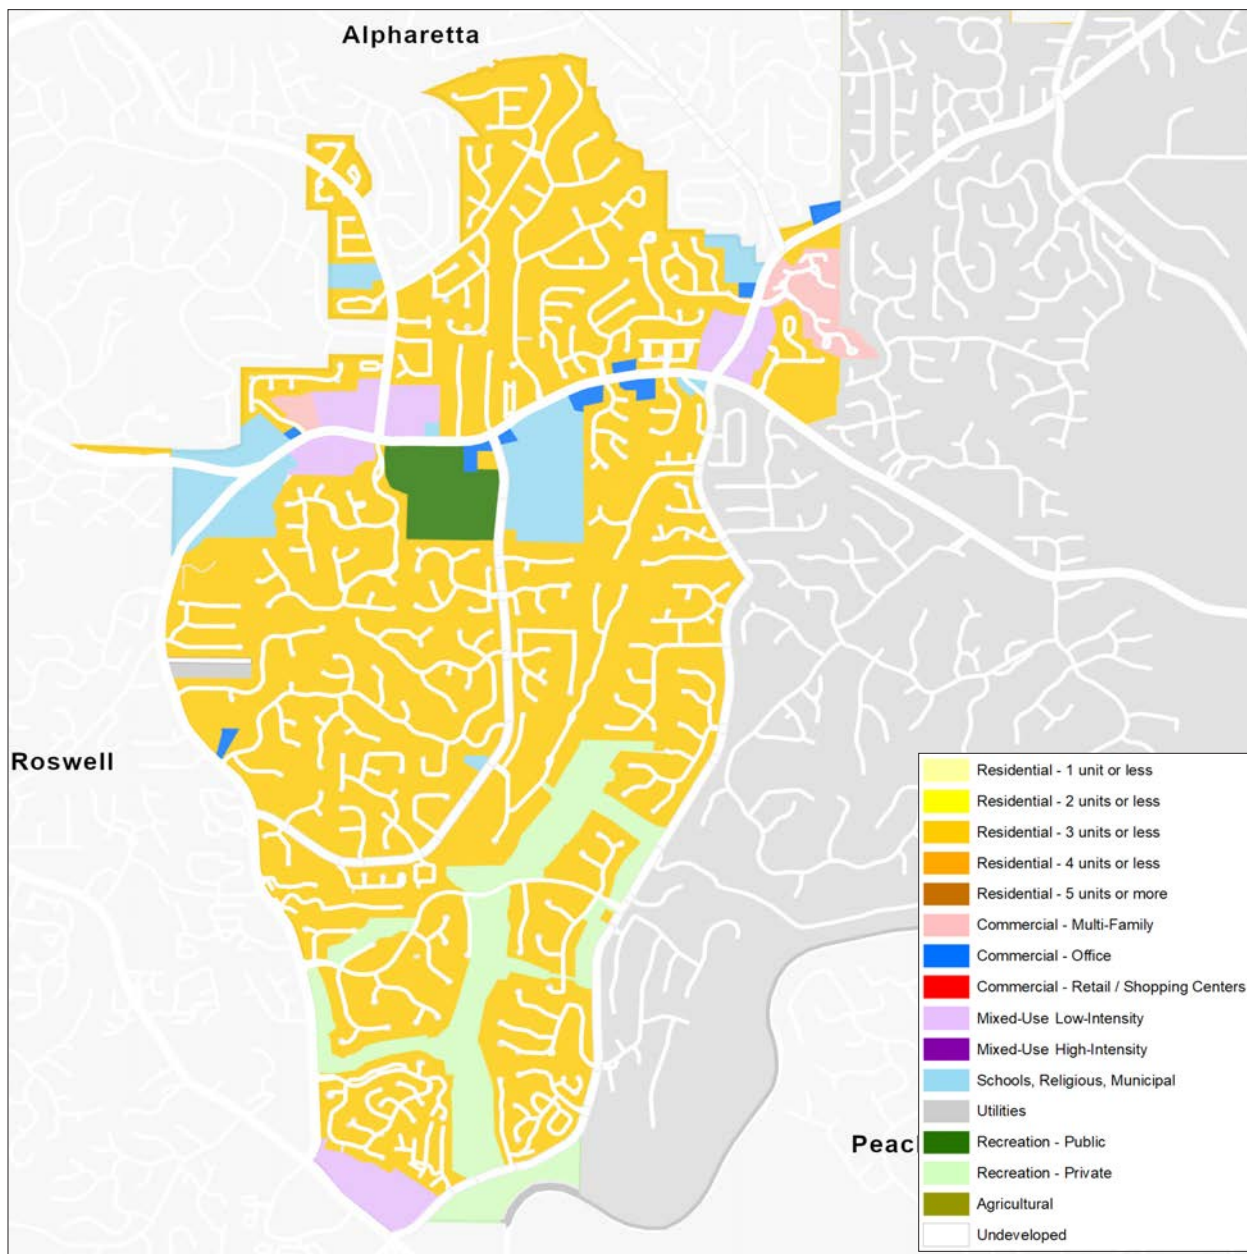 Alpharetta
Roswell
Residential - 1 unit or less
Residential - 2 units or less
Residential - 3 units or less
Residential - 4 units or less
Residential - 5 units or more
Commercial - Multi-Family
Commercial - Office
Commercial - Retail / Shopping Centers
Mixed-Use Low-Intensity
Mixed-Use High-Intensity
Schools, Religious, Municipal
Utilities
Recreation - Public
Peac
Recreation - Private
Agricultural
Undeveloped